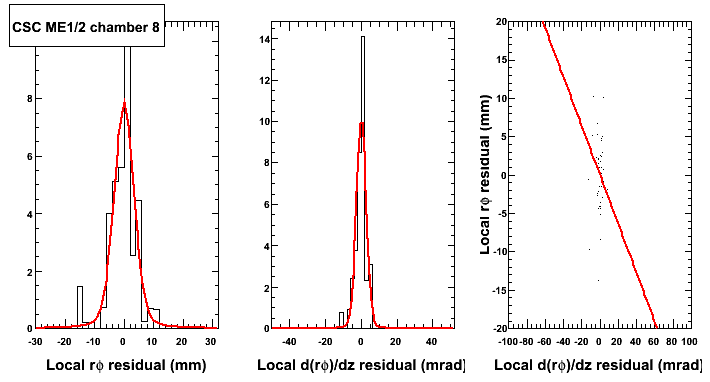 CSC ME1/2 chamber 8
8
6
4
2
0
-30 -20 -10 0 10 20 30
Local rϕ residual (mm)
14
12
10
8
6
4
2
0
-40 -20 0 20 40
Local d(rϕ)/dz residual (mrad)
Local rϕ residual (mm)
20
15
10
5
0
-5
-10
-15
-20
-100 -80 -60 -40 -20 0 20 40 60 80 100
Local d(rϕ)/dz residual (mrad)